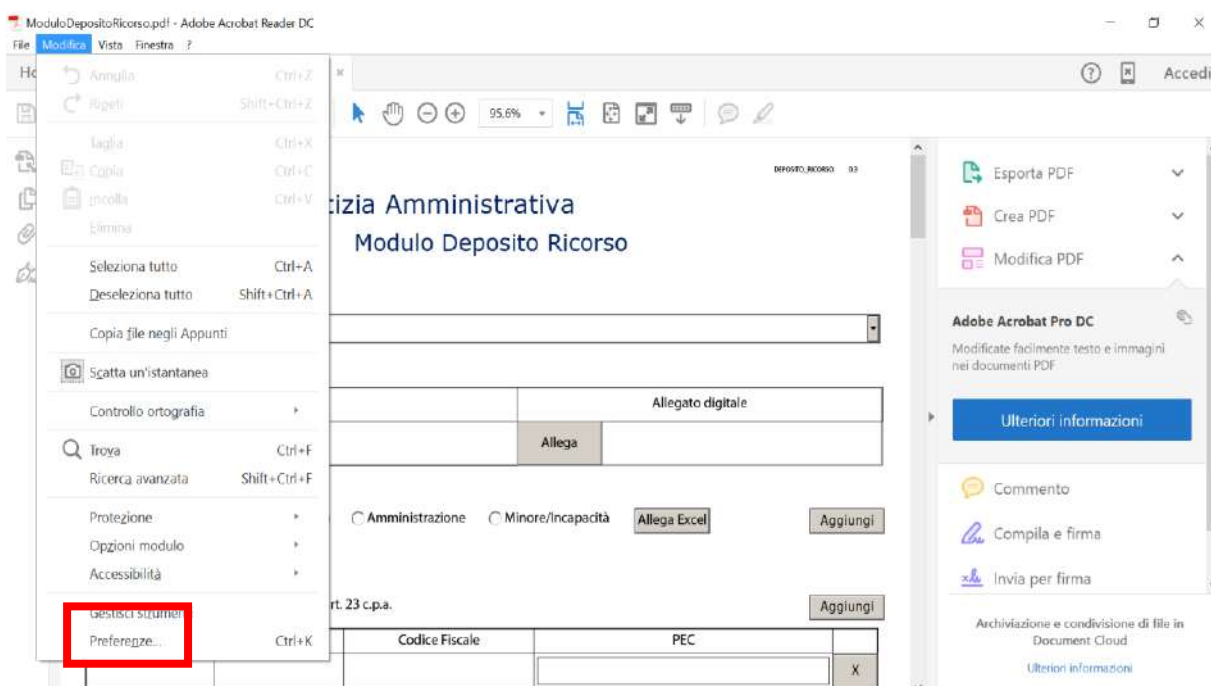 ModuloDepositoRicorso.pdf - Adobe Acrobat Reader DC
File Modifica Vista Finestra ?
Accedi
Annulla Ctrl+Z
Ripeti Shift+Ctrl+Z
Taglia Ctrl+X
Copia Ctrl+C
Incolla Ctrl+V
Elimina
Seleziona tutto Ctrl+A
Deseleziona tutto Shift+Ctrl+A
Copia file negli Appunti
Scatta un'istantanea
Controllo ortografia
Trova Ctrl+F
Ricerca avanzata Shift+Ctrl+F
Protezione
Opzioni modulo
Accessibilità
Gestisci strumen
Preferenze... Ctrl+K
95,6%
DEPOSITO_RICORSO 0.3
tizia Amministrativa
Modulo Deposito Ricorso
Allegato digitale
Allega
Amministrazione Minore/Incapacità Allega Excel Aggiungi
rt. 23 c.p.a. Aggiungi
Codice Fiscale PEC
X
Esporta PDF
Crea PDF
Modifica PDF
Adobe Acrobat Pro DC
Modificate facilmente testo e immagini
nei documenti PDF
Ulteriori informazioni
Commento
Compila e firma
Invia per firma
Archiviazione e condivisione di file in
Document Cloud
Ulteriori informazioni